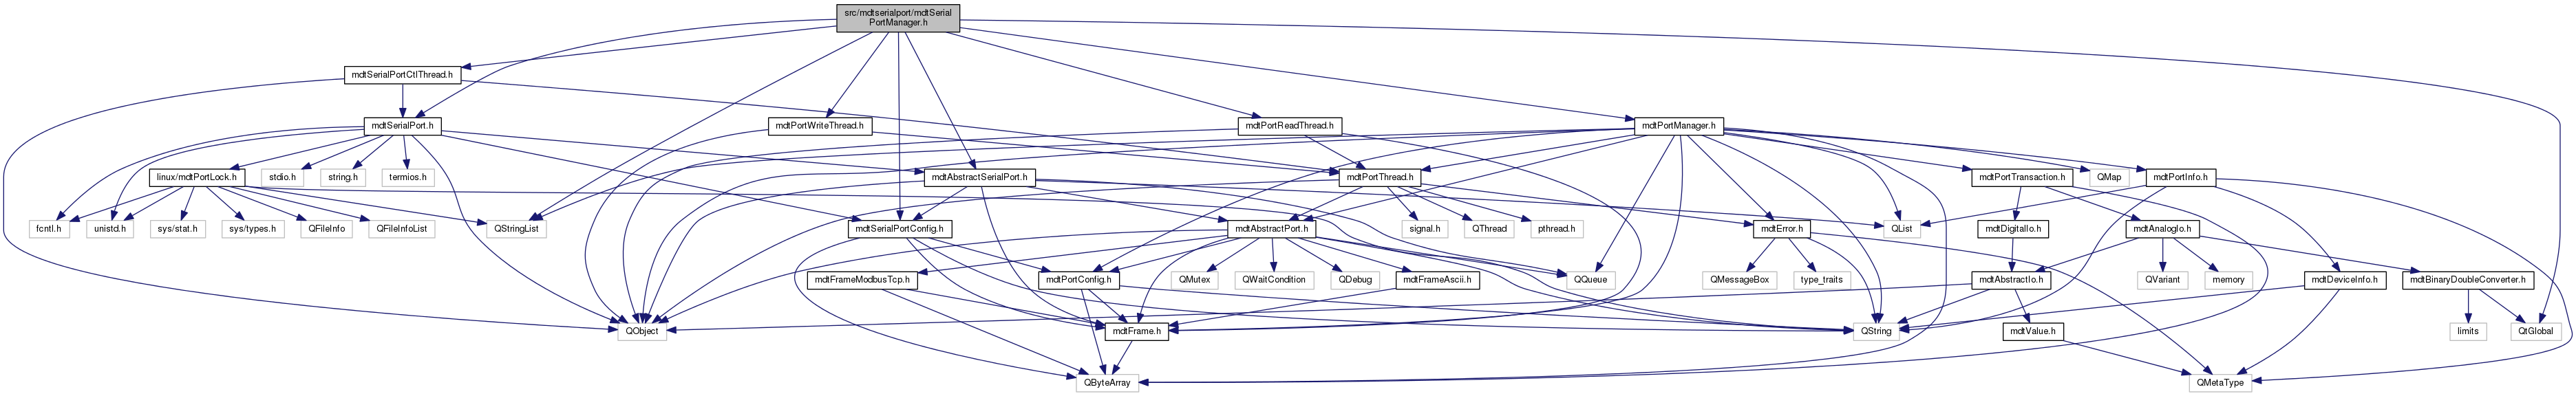 src/mdtserialport/mdtSerial
PortManager.h
mdtSerialPortCtlThread.h
mdtSerialPort.h
mdtPortWriteThread.h
mdtPortReadThread.h
mdtPortManager.h
linux/mdtPortLock.h
stdio.h
string.h
termios.h
mdtAbstractSerialPort.h
mdtPortThread.h
mdtPortTransaction.h
QMap
mdtPortInfo.h
fcntl.h
unistd.h
sys/stat.h
sys/types.h
QFileInfo
QFileInfoList
QStringList
mdtSerialPortConfig.h
mdtAbstractPort.h
signal.h
QThread
pthread.h
mdtError.h
QList
mdtDigitalIo.h
mdtAnalogIo.h
mdtFrameModbusTcp.h
mdtPortConfig.h
QMutex
QWaitCondition
QDebug
mdtFrameAscii.h
QQueue
QMessageBox
type_traits
mdtAbstractIo.h
QVariant
memory
mdtDeviceInfo.h
mdtBinaryDoubleConverter.h
QObject
mdtFrame.h
QString
mdtValue.h
limits
QtGlobal
QByteArray
QMetaType